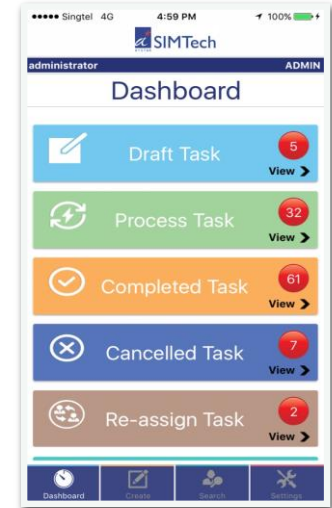 Singtel 4G 4:59 PM 100%
SIMTech
administrator ADMIN
Dashboard
Draft Task
5
View
Process Task
32
View
Completed Task
61
View
Cancelled Task
7
View
Re-assign Task
2
View
Dashboard Create Search Settings